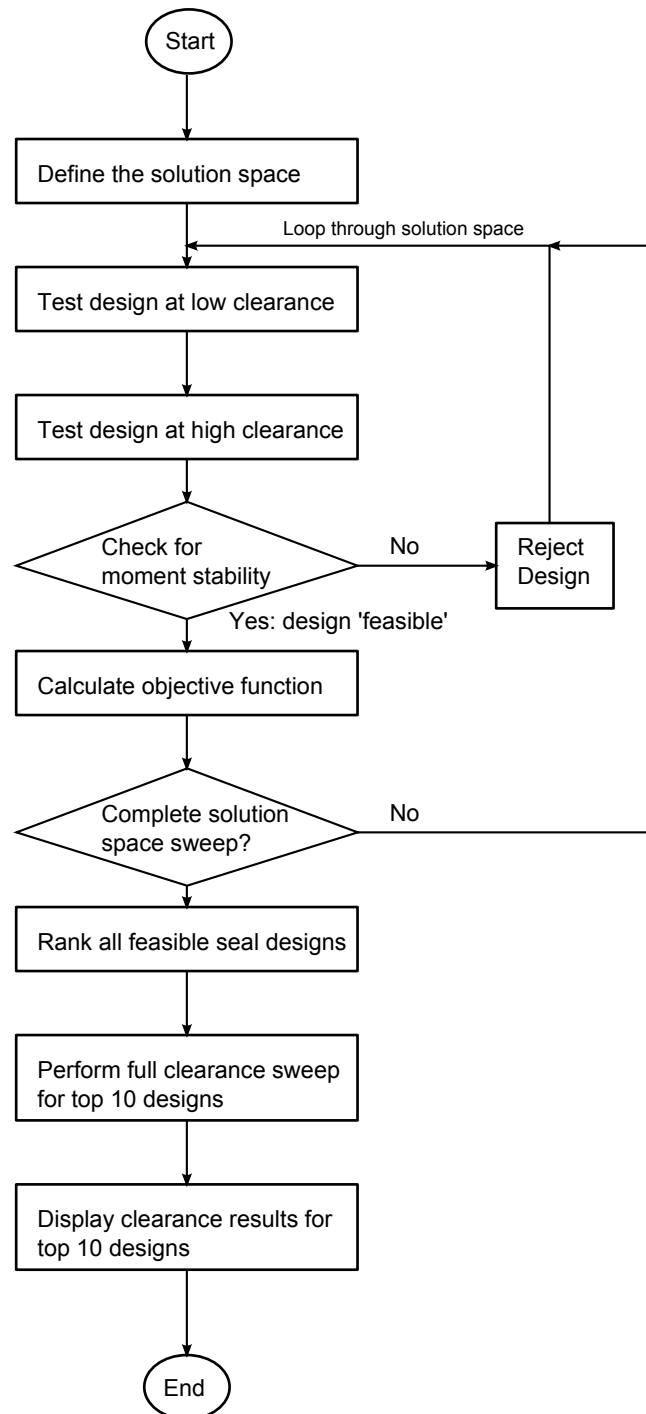 Start
Define the solution space
Loop through solution space
Test design at low clearance
Test design at high clearance
Check for
moment stability
No
Reject
Design
Yes: design 'feasible'
Calculate objective function
Complete solution
space sweep?
No
Rank all feasible seal designs
Perform full clearance sweep
for top 10 designs
Display clearance results for
top 10 designs
End